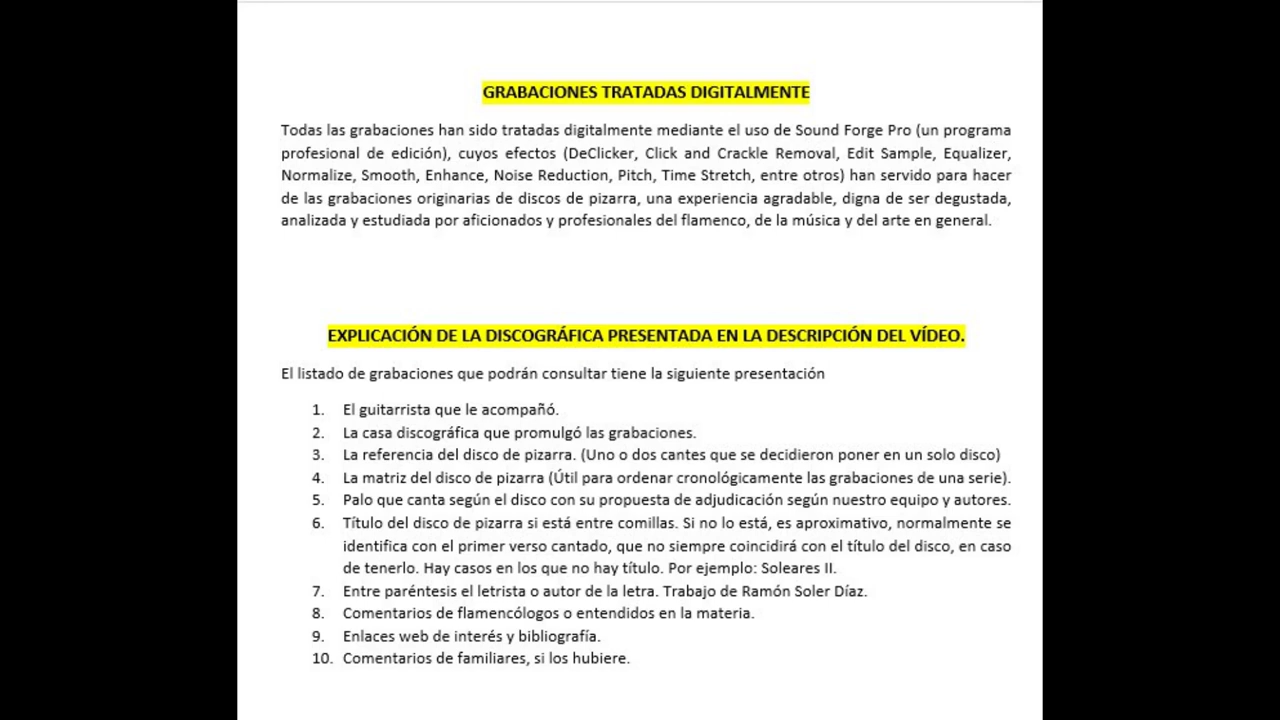 GRABACIONES TRATADAS DIGITALMENTE
Todas las grabaciones han sido tratadas digitalmente mediante el uso de Sound Forge Pro (un programa
profesional de edición), cuyos efectos (DeClicker, Click and Crackle Removal, Edit Sample, Equalizer,
Normalize, Smooth, Enhance, Noise Reduction, Pitch, Time Stretch, entre otros) han servido para hacer
de las grabaciones originarias de discos de pizarra, una experiencia agradable, digna de ser degustada,
analizada y estudiada por aficionados y profesionales del flamenco, de la música y del arte en general.
EXPLICACIÓN DE LA DISCOGRÁFICA PRESENTADA EN LA DESCRIPCIÓN DEL VÍDEO.
El listado de grabaciones que podrán consultar tiene la siguiente presentación
1. El guitarrista que le acompañó.
2. La casa discográfica que promulgó las grabaciones.
3. La referencia del disco de pizarra. (Uno o dos cantes que se decidieron poner en un solo disco)
4. La matriz del disco de pizarra (Útil para ordenar cronológicamente las grabaciones de una serie).
5. Palo que canta según el disco con su propuesta de adjudicación según nuestro equipo y autores.
6. Título del disco de pizarra si está entre comillas. Si no lo está, es aproximativo, normalmente se
identifica con el primer verso cantado, que no siempre coincidirá con el título del disco, en caso
de tenerlo. Hay casos en los que no hay título. Por ejemplo: Soleares II.
7. Entre paréntesis el letrista o autor de la letra. Trabajo de Ramón Soler Díaz.
8. Comentarios de flamencólogos o entendidos en la materia.
9. Enlaces web de interés y bibliografía.
10. Comentarios de familiares, si los hubiere.